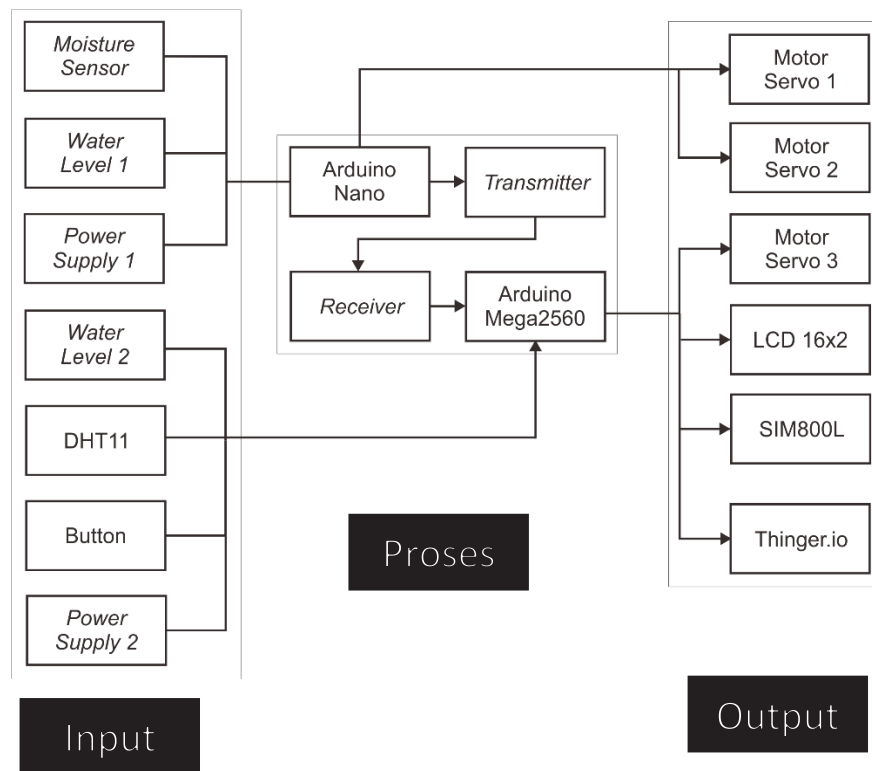 Moisture
Sensor
Water
Level 1
Power
Supply 1
Water
Level 2
DHT11
Button
Power
Supply 2
Input
Arduino
Nano
Transmitter
Receiver
Arduino
Mega2560
Proses
Motor
Servo 1
Motor
Servo 2
Motor
Servo 3
LCD 16x2
SIM800L
Thinger.io
Output